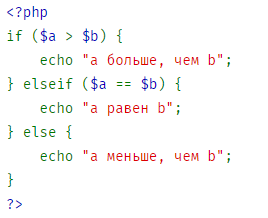 <?php
if ($a > $b) {
    echo "a больше, чем b";
} elseif ($a == $b) {
    echo "a равен b";
} else {
    echo "a меньше, чем b";
}
?>